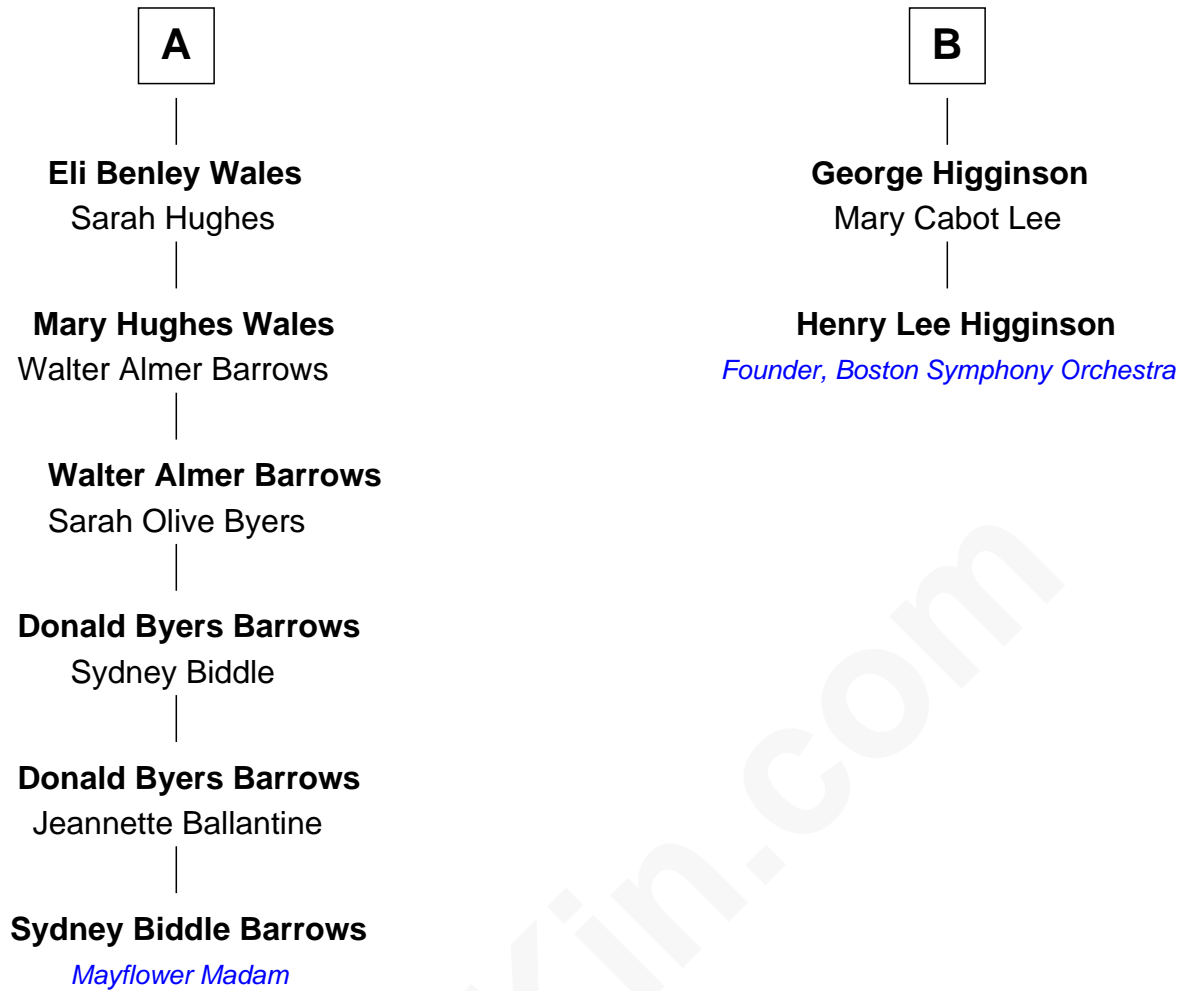 A
Eli Benley Wales
Sarah Hughes
Mary Hughes Wales
Walter Almer Barrows
Walter Almer Barrows
Sarah Olive Byers
Donald Byers Barrows
Sydney Biddle
Donald Byers Barrows
Jeannette Ballantine
Sydney Biddle Barrows
Mayflower Madam
B
George Higginson
Mary Cabot Lee
Henry Lee Higginson
Founder, Boston Symphony Orchestra
Kin.com